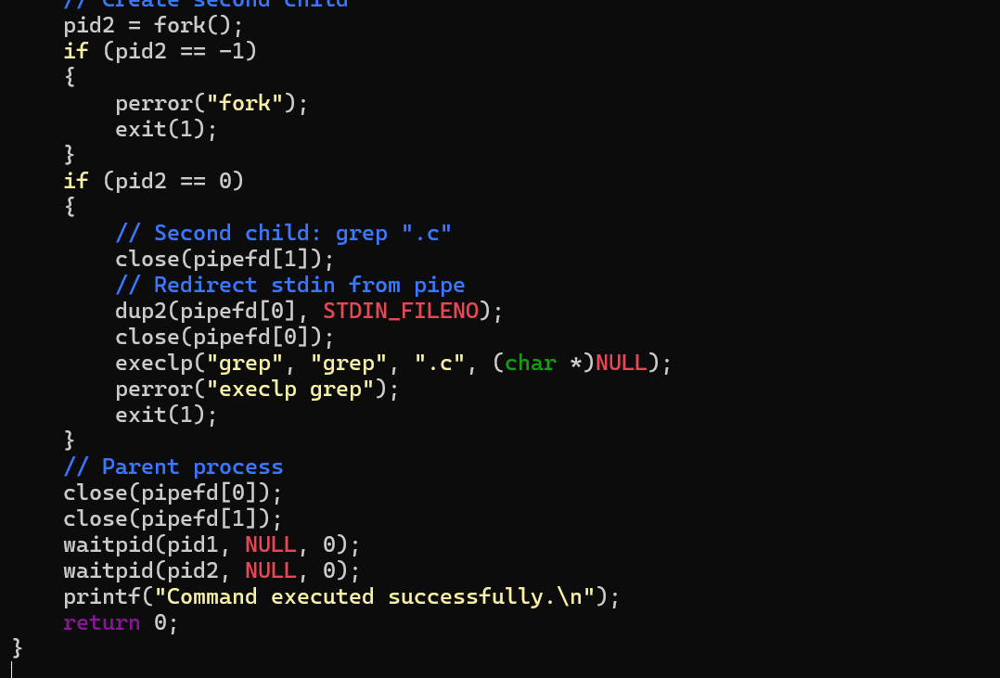 // Create second child
pid2 = fork();
if (pid2 == -1)
{
perror("fork");
exit(1);
}
if (pid2 == 0)
{
// Second child: grep ".c"
close(pipefd[1]);
// Redirect stdin from pipe
dup2(pipefd[0], STDIN_FILENO);
close(pipefd[0]);
execlp("grep", "grep", ".c", (char *)NULL);
perror("execlp grep");
exit(1);
}
// Parent process
close(pipefd[0]);
close(pipefd[1]);
waitpid(pid1, NULL, 0);
waitpid(pid2, NULL, 0);
printf("Command executed successfully.\n");
return 0;
}